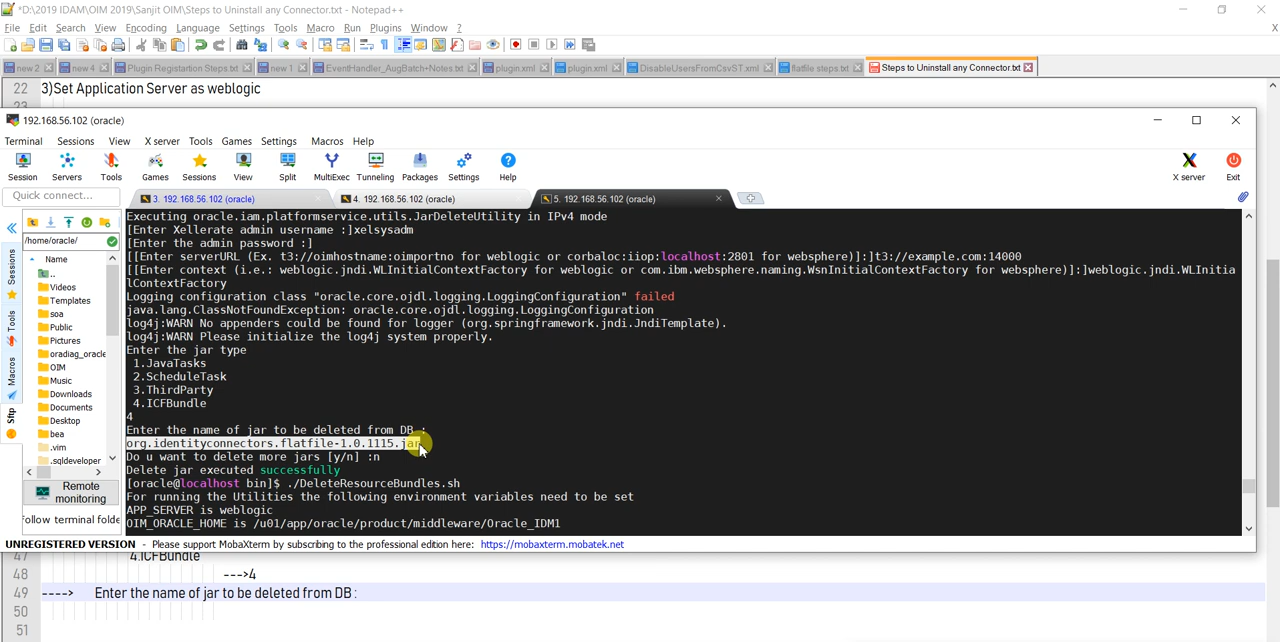 *D:\2019 IDAM\OIM 2019\Sanjit OIM\Steps to Uninstall any Connector.txt - Notepad++
File Edit Search View Encoding Language Settings Tools Macro Run Plugins Window ?
X
new 2 new 4 Plugin Registartion Steps.txt new 1 EventHandler_AugBatch+Notes.txt plugin.xml plugin.xml DisableUsersFromCsvST.xml flatfile steps.txt Steps to Uninstall any Connector.txt
22 3)Set Application Server as weblogic
23
192.168.56.102 (oracle)
Terminal Sessions View X server Tools Games Settings Macros Help
Session Servers Tools Games Sessions View Split MultiExec Tunneling Packages Settings Help X server Exit
Quick connect...
3. 192.168.56.102 (oracle) 4. 192.168.56.102 (oracle) 5. 192.168.56.102 (oracle)
/home/oracle/
Name
..
Videos
Templates
soa
Public
Pictures
oradiag_oracle
OIM
Music
Downloads
Documents
Desktop
bea
.vim
.sqldeveloper
Sessions
Tools
Macros
Sftp
Remote monitoring
Follow terminal folde
Executing oracle.iam.platformservice.utils.JarDeleteUtility in IPv4 mode
[Enter Xellerate admin username :]xelsysadm
[Enter the admin password :]
[[Enter serverURL (Ex. t3://oimhostname:oimportno for weblogic or corbaloc:iiop:localhost:2801 for websphere)]:]t3://example.com:14000
[[Enter context (i.e.: weblogic.jndi.WLInitialContextFactory for weblogic or com.ibm.websphere.naming.WsnInitialContextFactory for websphere)]:]weblogic.jndi.WLInitia
lContextFactory
Logging configuration class "oracle.core.ojdl.logging.LoggingConfiguration" failed
java.lang.ClassNotFoundException: oracle.core.ojdl.logging.LoggingConfiguration
log4j:WARN No appenders could be found for logger (org.springframework.jndi.JndiTemplate).
log4j:WARN Please initialize the log4j system properly.
Enter the jar type
1.JavaTasks
2.ScheduleTask
3.ThirdParty
4.ICFBundle
4
Enter the name of jar to be deleted from DB :
org.identityconnectors.flatfile-1.0.1115.jar
Do u want to delete more jars [y/n] :n
Delete jar executed successfully
[oracle@localhost bin]$ ./DeleteResourceBundles.sh
For running the Utilities the following environment variables need to be set
APP_SERVER is weblogic
OIM_ORACLE_HOME is /u01/app/oracle/product/middleware/Oracle_IDM1
UNREGISTERED VERSION - Please support MobaXterm by subscribing to the professional edition here: https://mobaxterm.mobatek.net
47 4.ICFBundle
48 --->4
49 ----> Enter the name of jar to be deleted from DB :
50
51